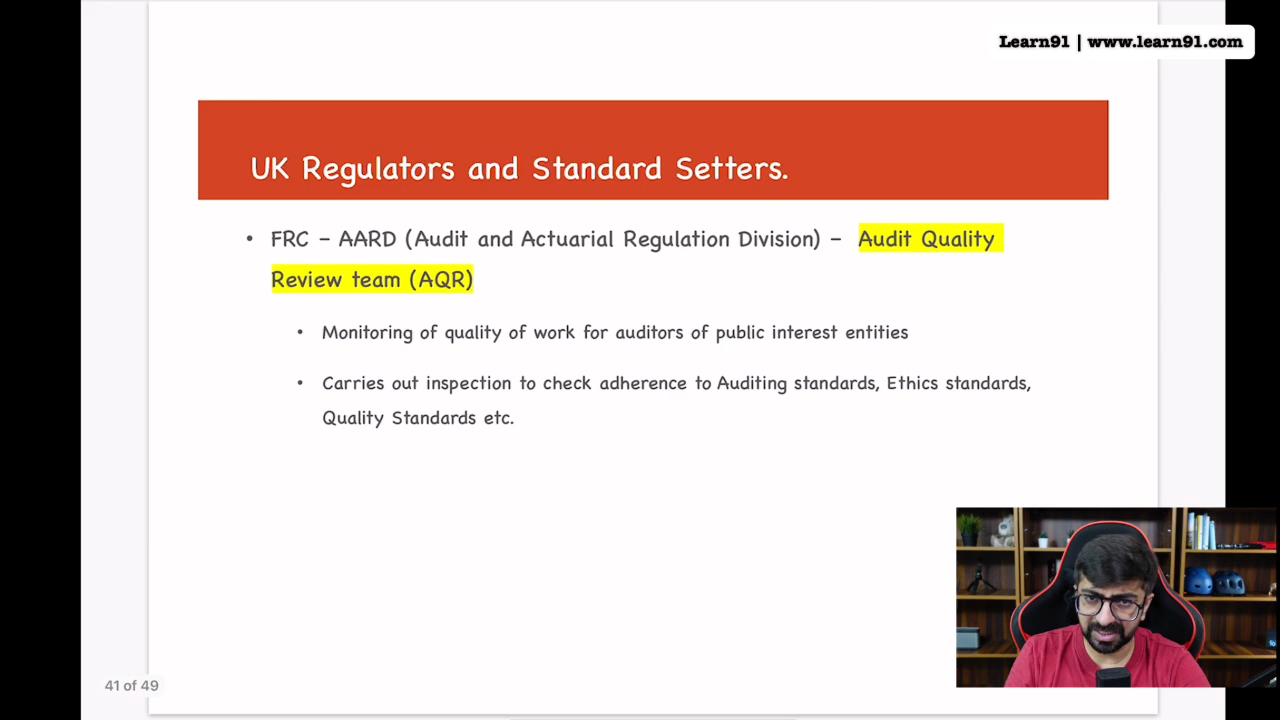 Learn91 | www.learn91.com
UK Regulators and Standard Setters.
• FRC – AARD (Audit and Actuarial Regulation Division) – Audit Quality
Review team (AQR)
• Monitoring of quality of work for auditors of public interest entities
• Carries out inspection to check adherence to Auditing standards, Ethics standards,
Quality Standards etc.
41 of 49